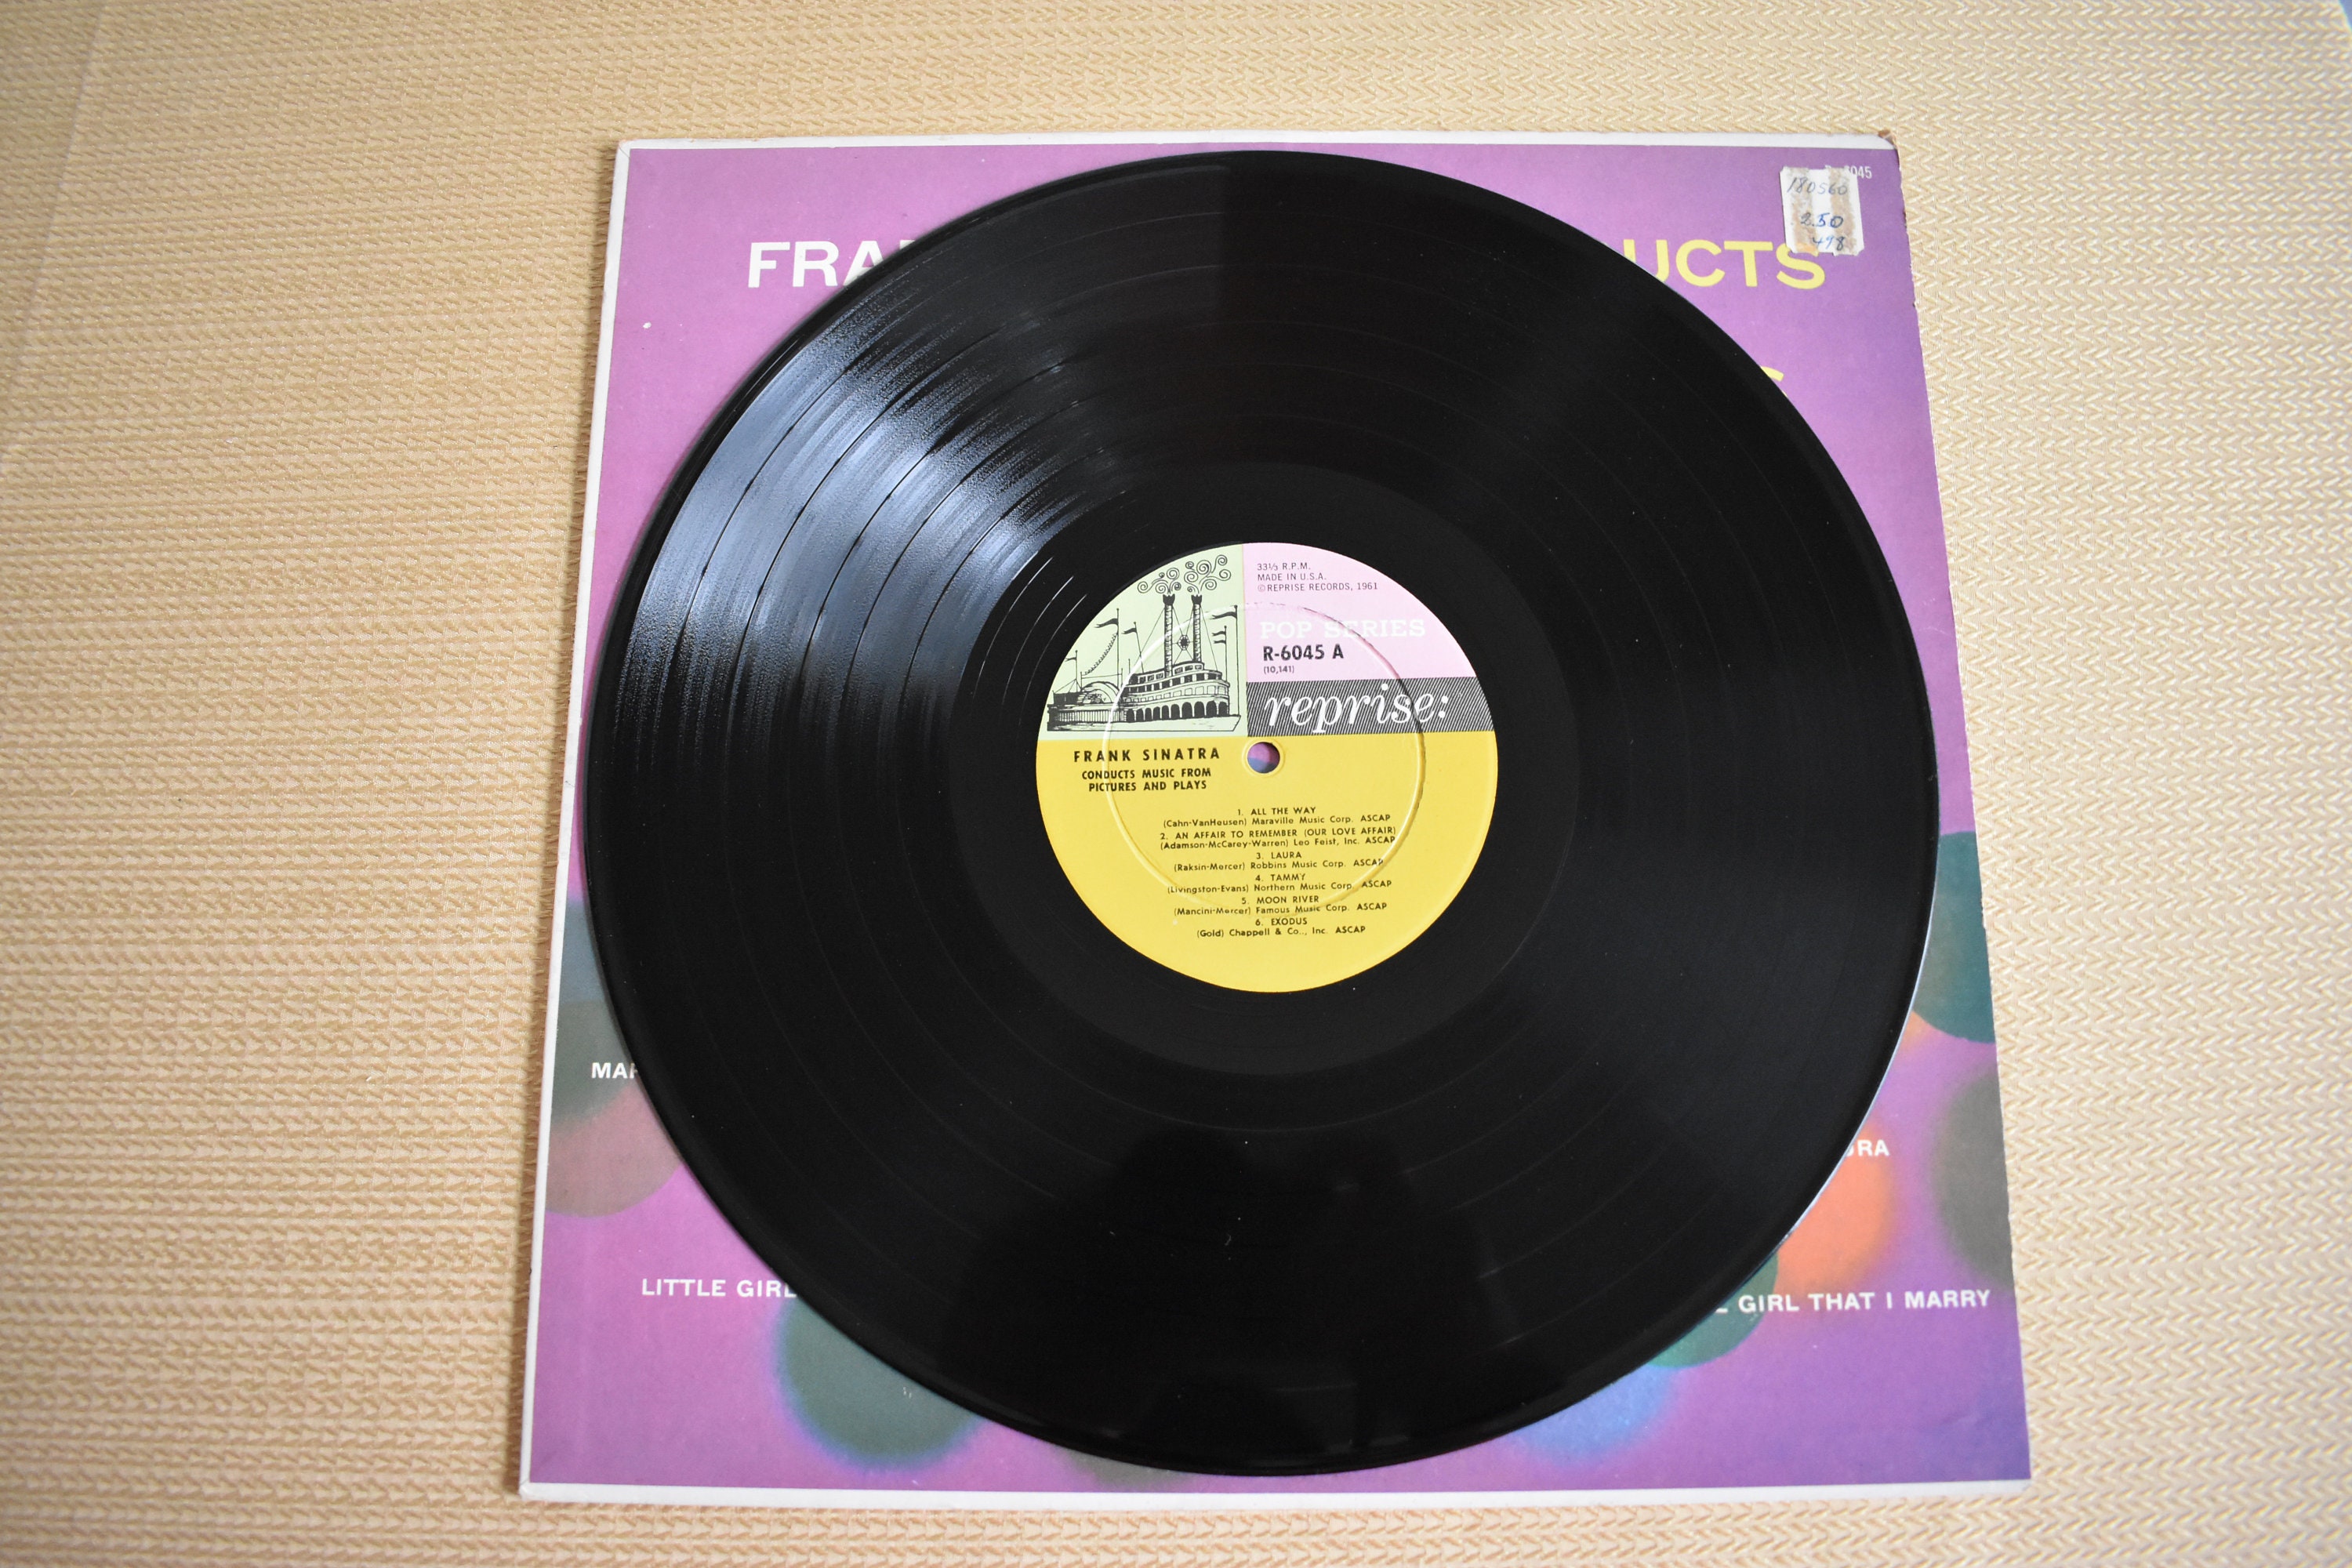 045
180560
2.50
498
FRA
UCTS
S
33⅓ R.P.M.
MADE IN U.S.A.
©REPRISE RECORDS, 1961
POP SERIES
R-6045 A
(10,141)
reprise:
FRANK SINATRA
CONDUCTS MUSIC FROM
PICTURES AND PLAYS
1. ALL THE WAY
(Cahn-VanHeusen) Maraville Music Corp. ASCAP
2. AN AFFAIR TO REMEMBER (OUR LOVE AFFAIR)
(Adamson-McCarey-Warren) Leo Feist, Inc. ASCAP
3. LAURA
(Raksin-Mercer) Robbins Music Corp. ASCAP
4. TAMMY
(Livingston-Evans) Northern Music Corp. ASCAP
5. MOON RIVER
(Mancini-Mercer) Famous Music Corp. ASCAP
6. EXODUS
(Gold) Chappell & Co.., Inc. ASCAP
MAR
RA
LITTLE GIRL
E GIRL THAT I MARRY